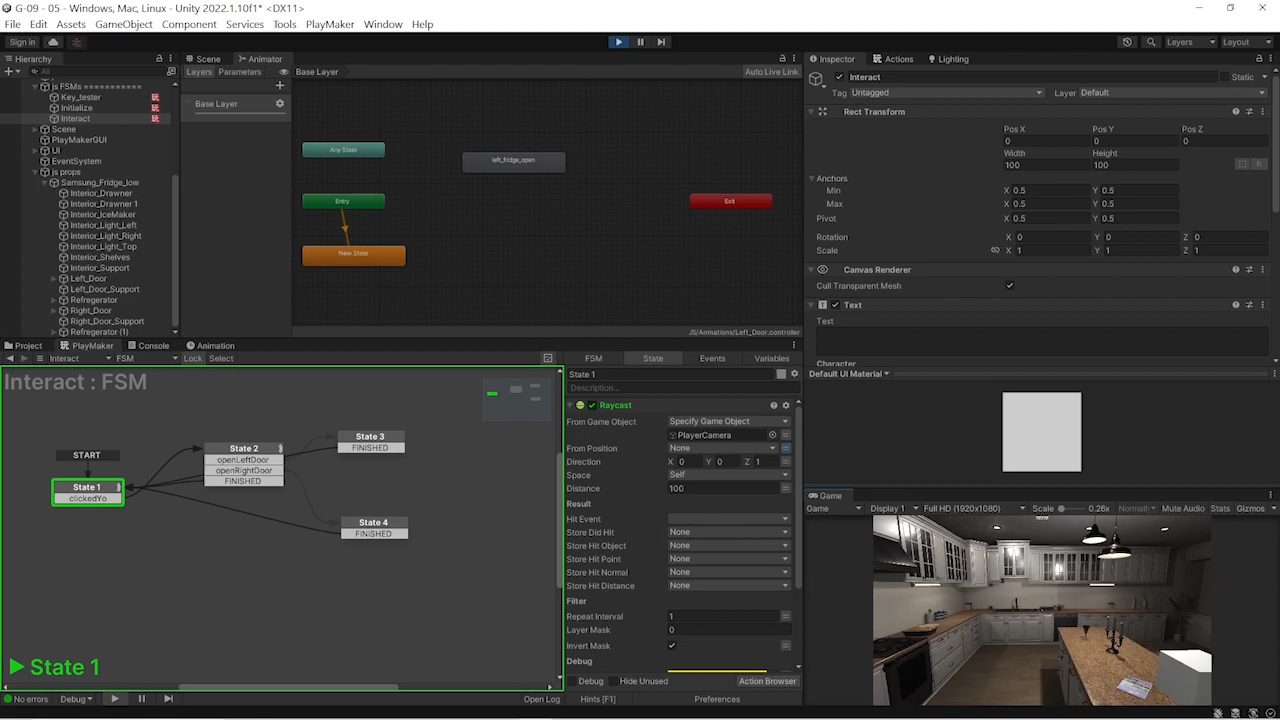 G-09 - 05 - Windows, Mac, Linux - Unity 2022.1.10f1* <DX11>
File Edit Assets GameObject Component Services Tools PlayMaker Window Help
Sign in
Layers
Layout
Hierarchy
All
js FSMs ===========
Key_tester
Initialize
Interact
Scene
PlayMakerGUI
UI
EventSystem
js props
Samsung_Fridge_low
Interior_Drawner
Interior_Drawner 1
Interior_IceMaker
Interior_Light_Left
Interior_Light_Right
Interior_Light_Top
Interior_Shelves
Interior_Support
Left_Door
Left_Door_Support
Refregerator
Right_Door
Right_Door_Support
Refregerator (1)
Scene Animator
Layers Parameters
Base Layer
Auto Live Link
Base Layer
Any State
left_fridge_open
Entry
Exit
New State
JS/Anmations/Left_Door.controller
Inspector Actions Lighting
Interact
Static
Tag Untagged Layer Default
Rect Transform
Pos X Pos Y Pos Z
0 0 0
Width Height
100 100
R
Anchors
Min X 0.5 Y 0.5
Max X 0.5 Y 0.5
Pivot X 0.5 Y 0.5
Rotation X 0 Y 0 Z 0
Scale X 1 Y 1 Z 1
Canvas Renderer
Cull Transparent Mesh
Text
Text
Character
Default UI Material
Project PlayMaker Console Animation
Interact FSM Lock Select
Interact : FSM
START
State 1
clickedYo
State 2
openLeftDoor
openRightDoor
FINISHED
State 3
FINISHED
State 4
FINISHED
State 1
No errors Debug Open Log
FSM State Events Variables
State 1
Description...
Raycast
From Game Object Specify Game Object
PlayerCamera
From Position None
Direction X 0 Y 0 Z 1
Space Self
Distance 100
Result
Hit Event
Store Did Hit None
Store Hit Object None
Store Hit Point None
Store Hit Normal None
Store Hit Distance None
Filter
Repeat Interval 1
Layer Mask 0
Invert Mask
Debug
Debug Hide Unused Action Browser
Hints [F1] Preferences
Game
Game Display 1 Full HD (1920x1080) Scale 0.26x Normally Mute Audio Stats Gizmos